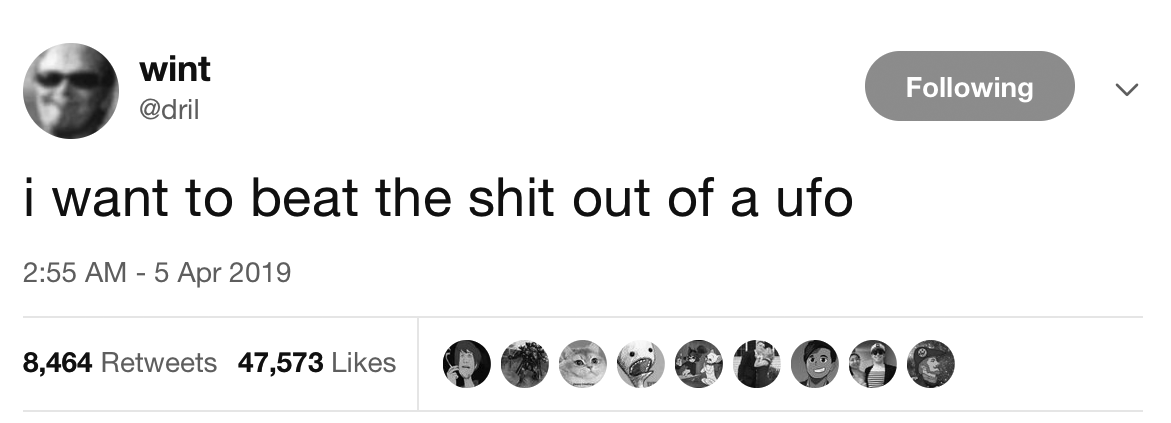 wint
@dril
Following
i want to beat the shit out of a ufo
2:55 AM - 5 Apr 2019
8,464 Retweets 47,573 Likes